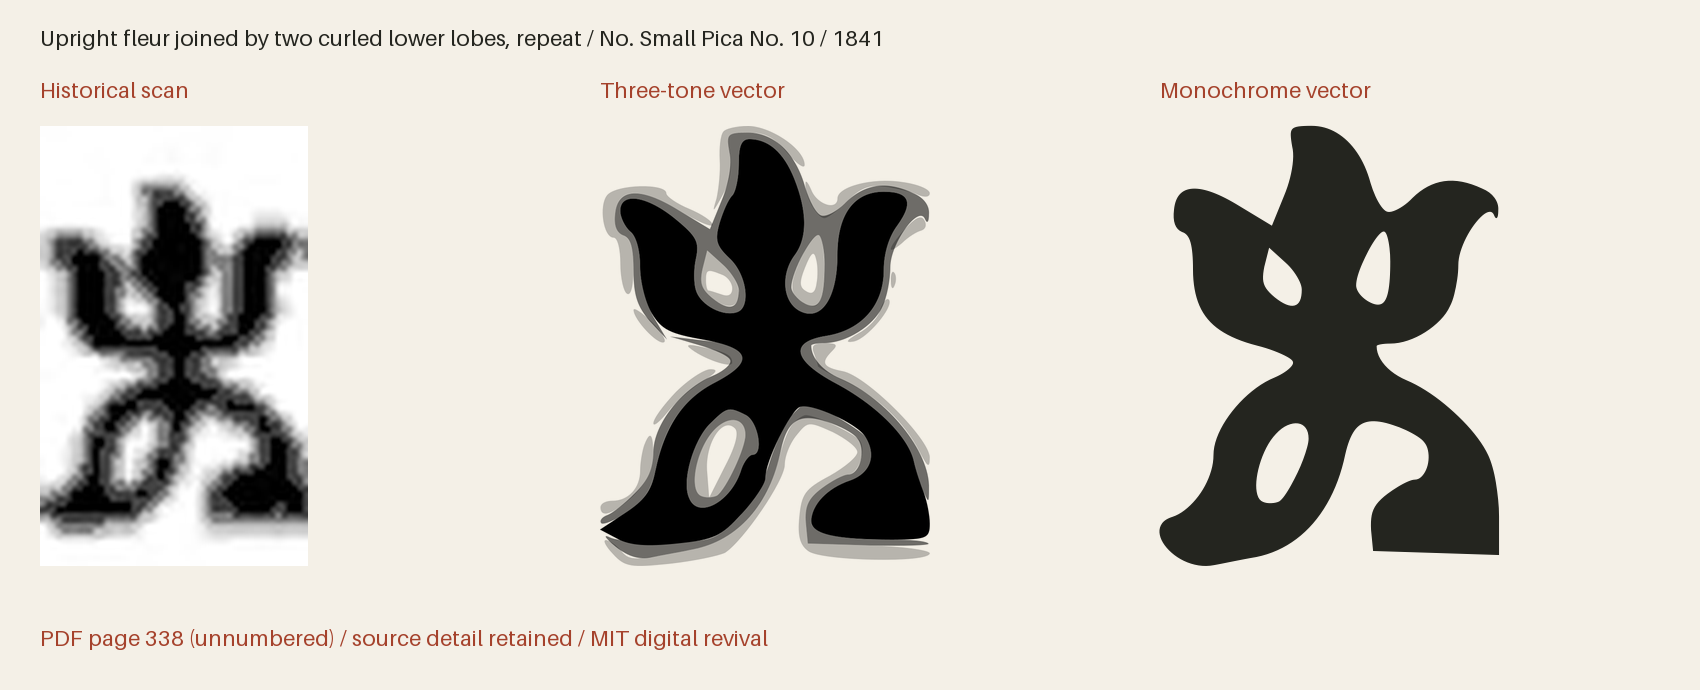 Upright fleur joined by two curled lower lobes, repeat / No. Small Pica No. 10 / 1841
Historical scan
Three-tone vector
Monochrome vector
PDF page 338 (unnumbered) / source detail retained / MIT digital revival